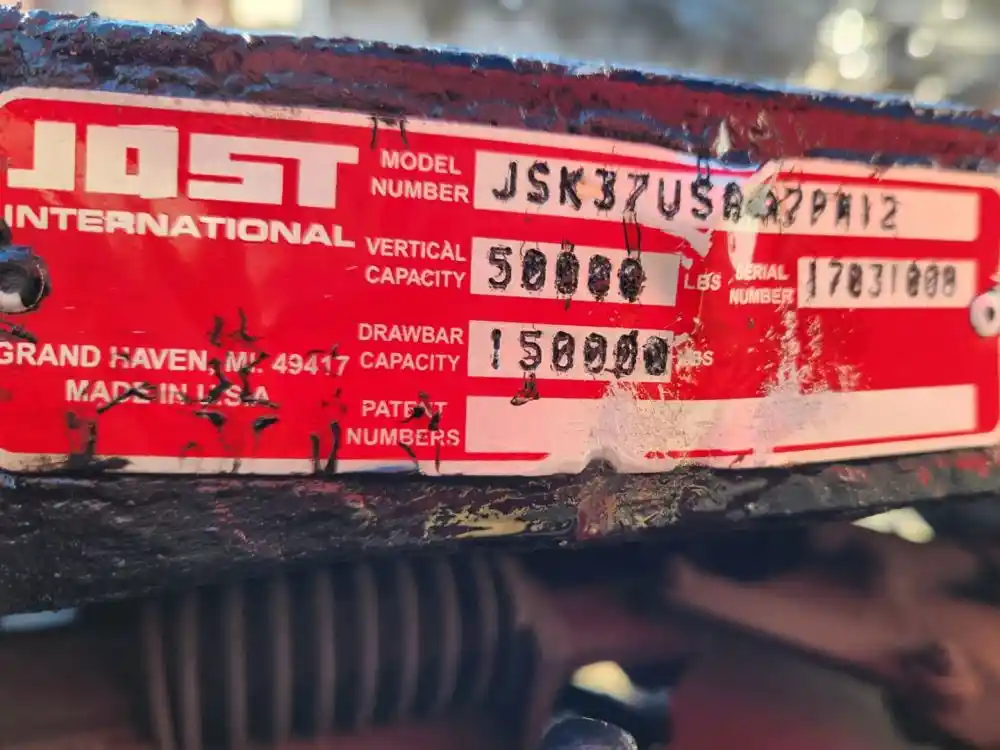 JOST
INTERNATIONAL
GRAND HAVEN, MI. 49417
MADE IN U.S.A.
MODEL NUMBER
VERTICAL CAPACITY 50000 LBS
SERIAL NUMBER 17031000
DRAWBAR CAPACITY 150000 LBS
PATENT NUMBERS